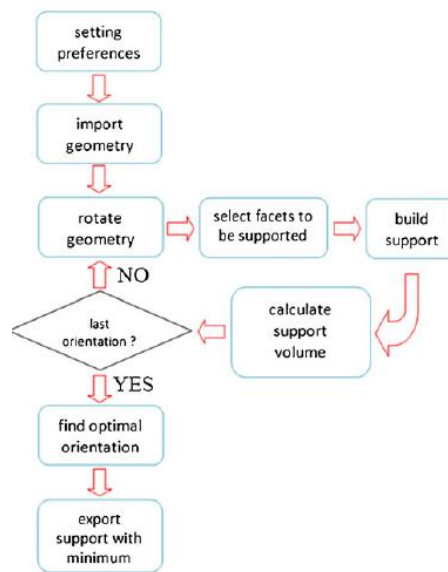 setting
preferences
import
geometry
rotate
geometry
select facets to
be supported
build
support
NO
last
orientation ?
calculate
support
volume
YES
find optimal
orientation
export
support with
minimum